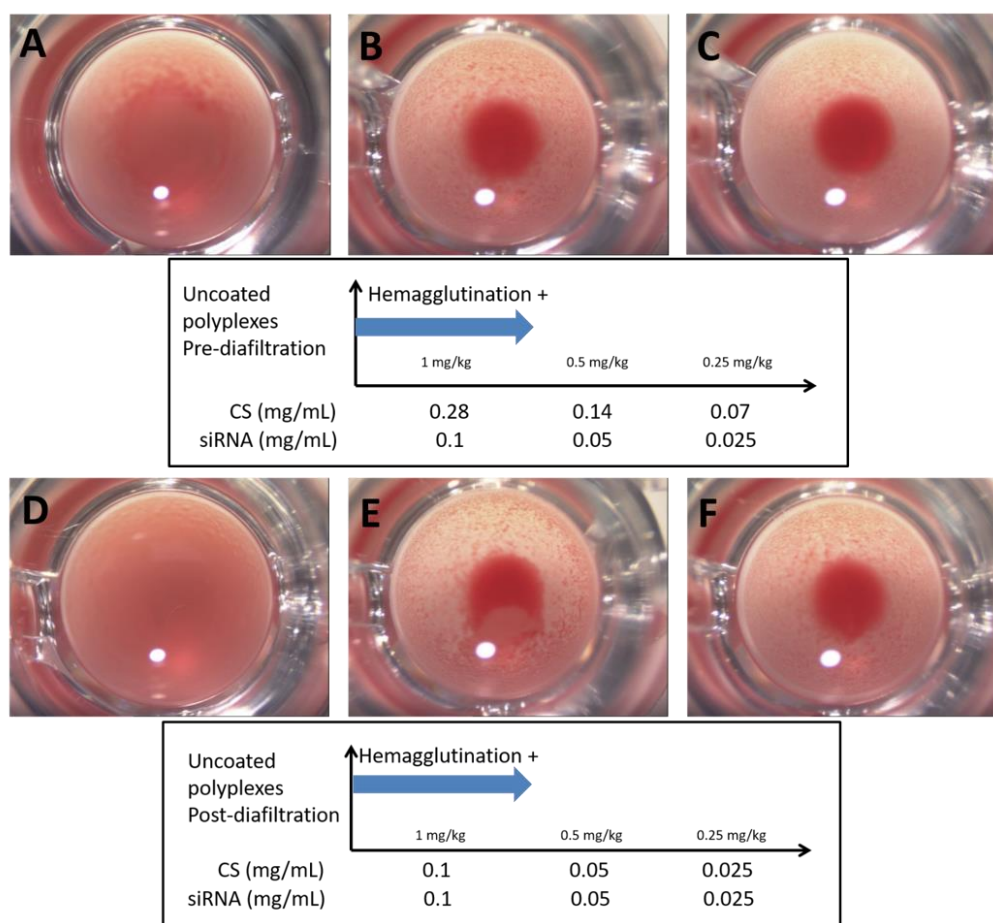 A B C
Uncoated
polyplexes
Pre-diafiltration
Hemagglutination +
1 mg/kg 0.5 mg/kg 0.25 mg/kg
CS (mg/mL) 0.28 0.14 0.07
siRNA (mg/mL) 0.1 0.05 0.025
D E F
Uncoated
polyplexes
Post-diafiltration
Hemagglutination +
1 mg/kg 0.5 mg/kg 0.25 mg/kg
CS (mg/mL) 0.1 0.05 0.025
siRNA (mg/mL) 0.1 0.05 0.025